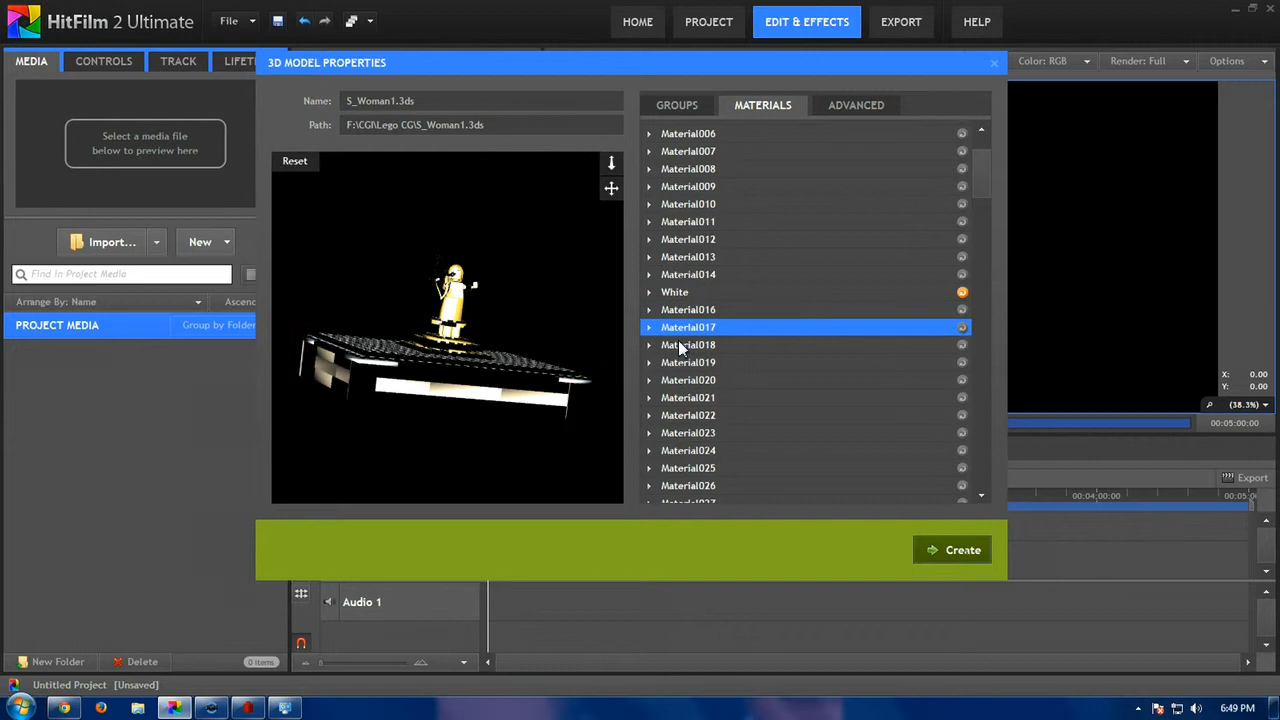 HitFilm 2 Ultimate
File
HOME
PROJECT
EDIT & EFFECTS
EXPORT
HELP
MEDIA
CONTROLS
TRACK
Select a media file
below to preview here
Import...
New
Find in Project Media
Arrange By: Name
PROJECT MEDIA
Group by Folder
3D MODEL PROPERTIES
Name: S_Woman1.3ds
Path: F:\CGI\Lego CG\S_Woman1.3ds
Reset
GROUPS
MATERIALS
ADVANCED
Material006
Material007
Material008
Material009
Material010
Material011
Material012
Material013
Material014
White
Material016
Material017
Material018
Material019
Material020
Material021
Material022
Material023
Material024
Material025
Material026
Create
Color: RGB
Render: Full
Options
X: 0.00
Y: 0.00
(38.3%)
00:05:00:00
Export
00:04:00:00
Audio 1
New Folder
Delete
0 items
Untitled Project [Unsaved]
6:49 PM